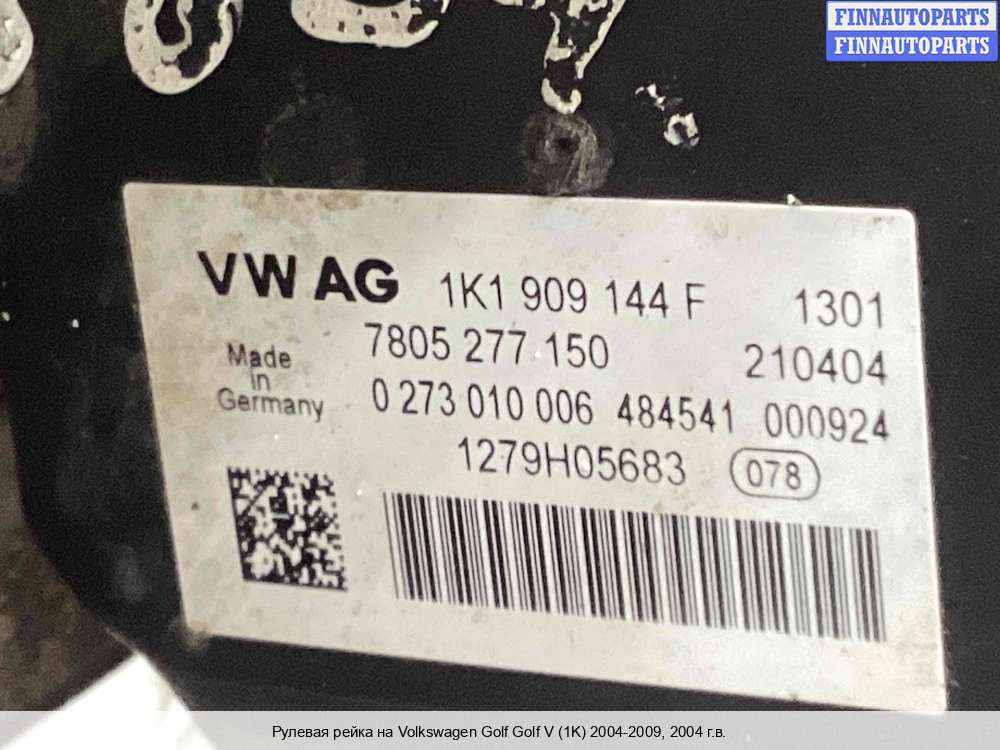 FINNAUTOPARTS
FINNAUTOPARTS
VW AG 1K1 909 144 F 1301
7805 277 150 210404
Made in Germany
0 273 010 006 484541 000924
1279H05683 078
Рулевая рейка на Volkswagen Golf Golf V (1K) 2004-2009, 2004 г.в.